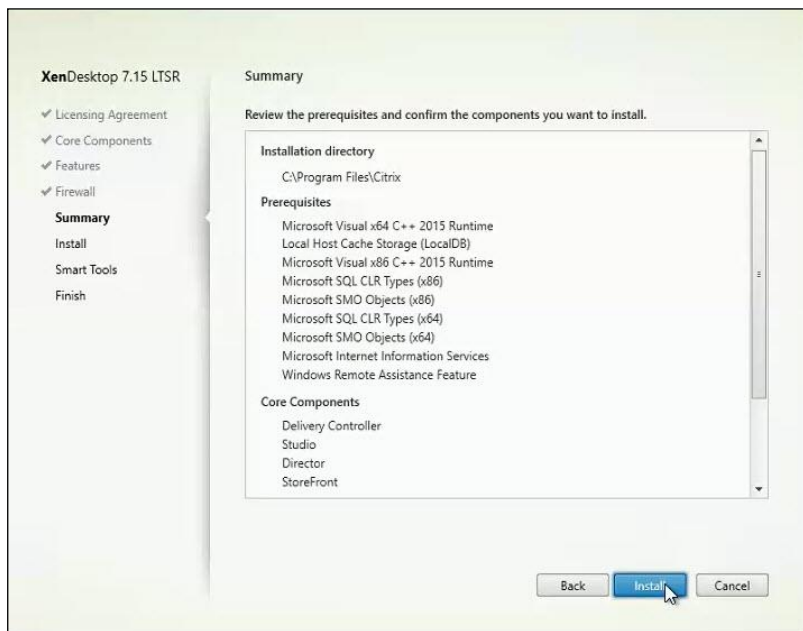 XenDesktop 7.15 LTSR
Licensing Agreement
Core Components
Features
Firewall
Summary
Install
Smart Tools
Finish
Summary
Review the prerequisites and confirm the components you want to install.
Installation directory
C:\Program Files\Citrix
Prerequisites
Microsoft Visual x64 C++ 2015 Runtime
Local Host Cache Storage (LocalDB)
Microsoft Visual x86 C++ 2015 Runtime
Microsoft SQL CLR Types (x86)
Microsoft SMO Objects (x86)
Microsoft SQL CLR Types (x64)
Microsoft SMO Objects (x64)
Microsoft Internet Information Services
Windows Remote Assistance Feature
Core Components
Delivery Controller
Studio
Director
StoreFront
Back
Install
Cancel